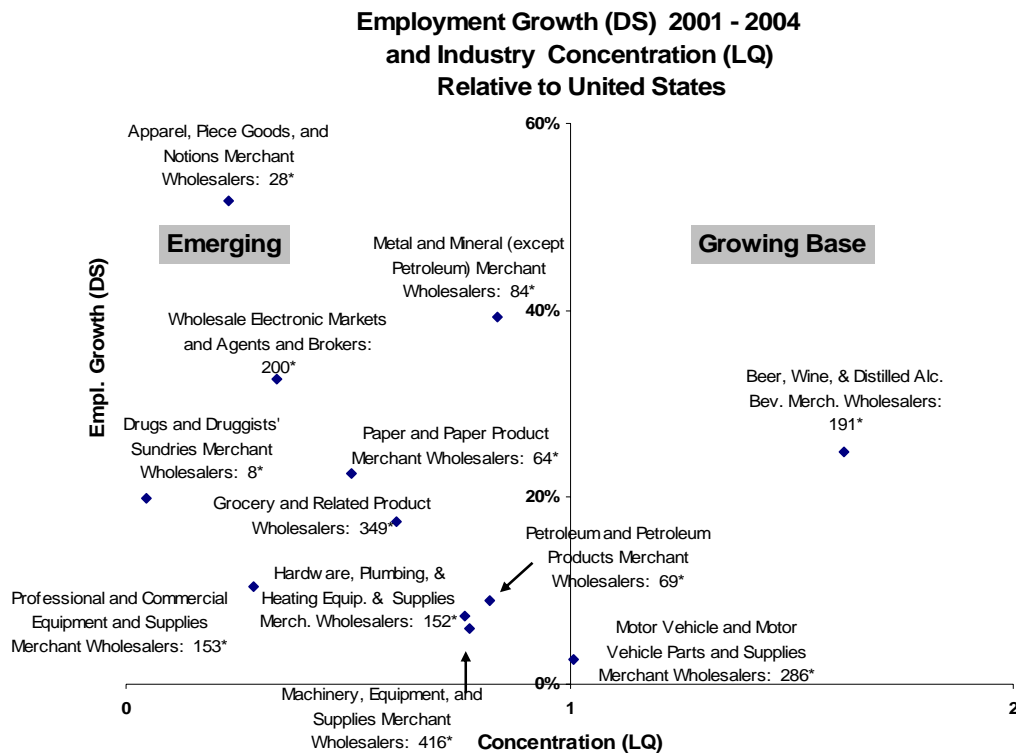 Employment Growth (DS) 2001 - 2004
and Industry Concentration (LQ)
Relative to United States
60%
Apparel, Piece Goods, and
Notions Merchant
Wholesalers: 28*
Emerging
Metal and Mineral (except
Petroleum) Merchant
Wholesalers: 84*
Growing Base
Empl. Growth (DS)
40%
Wholesale Electronic Markets
and Agents and Brokers:
200*
Beer, Wine, & Distilled Alc.
Bev. Merch. Wholesalers:
191*
Drugs and Druggists'
Sundries Merchant
Wholesalers: 8*
Paper and Paper Product
Merchant Wholesalers: 64*
20%
Grocery and Related Product
Wholesalers: 349*
Petroleum and Petroleum
Products Merchant
Wholesalers: 69*
Hardware, Plumbing, &
Heating Equip. & Supplies
Merch. Wholesalers: 152*
Professional and Commercial
Equipment and Supplies
Merchant Wholesalers: 153*
Motor Vehicle and Motor
Vehicle Parts and Supplies
Merchant Wholesalers: 286*
0%
Machinery, Equipment, and
Supplies Merchant
Wholesalers: 416*
0
1
2
Concentration (LQ)